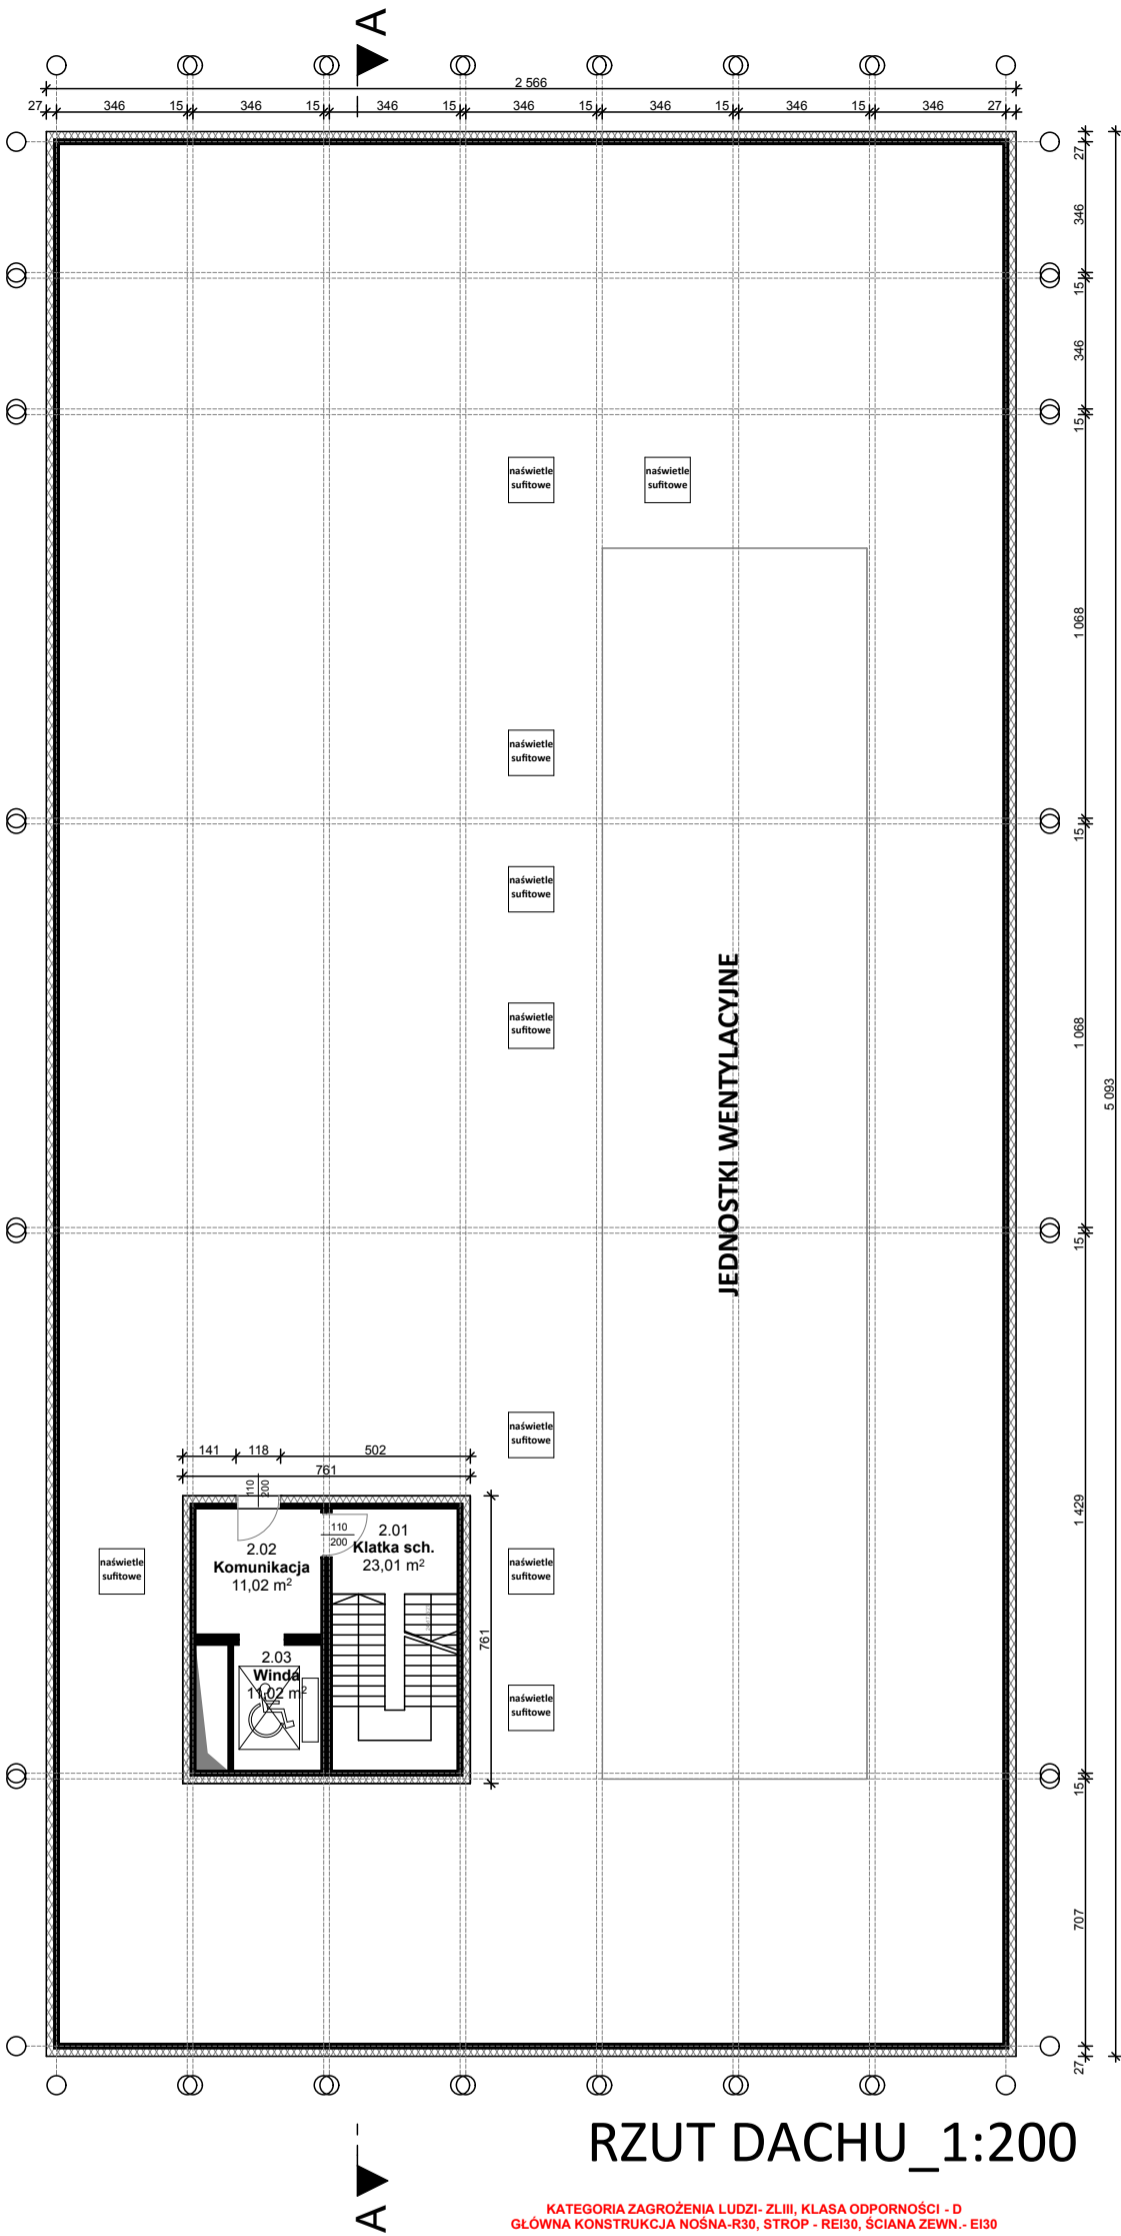 A
2 566
27 346 15 346 15 346 15 346 15 346 15 346 15 346 27
27
346
15
346
15
naświetle
sufitowe
naświetle
sufitowe
1 068
naświetle
sufitowe
15
naświetle
sufitowe
JEDNOSTKI WENTYLACYJNE
naświetle
sufitowe
1 068
5 093
15
naświetle
sufitowe
141 118 502
761
110
200
1 429
110
200
2.01
Klatka sch.
23,01 m²
2.02
Komunikacja
11,02 m²
naświetle
sufitowe
naświetle
sufitowe
761
2.03
Winda
11,02 m²
naświetle
sufitowe
15
707
27
RZUT DACHU_1:200
A
KATEGORIA ZAGROŻENIA LUDZI- ZLIII, KLASA ODPORNOŚCI - D
GŁÓWNA KONSTRUKCJA NOŚNA-R30, STROP - REI30, ŚCIANA ZEWN.- EI30